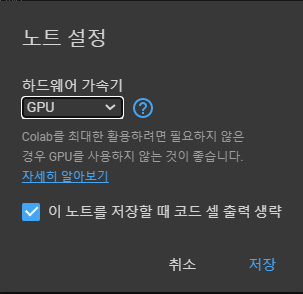 노트 설정
하드웨어 가속기
GPU
Colab를 최대한 활용하려면 필요하지 않은
경우 GPU를 사용하지 않는 것이 좋습니다.
자세히 알아보기
이 노트를 저장할 때 코드 셀 출력 생략
취소 저장